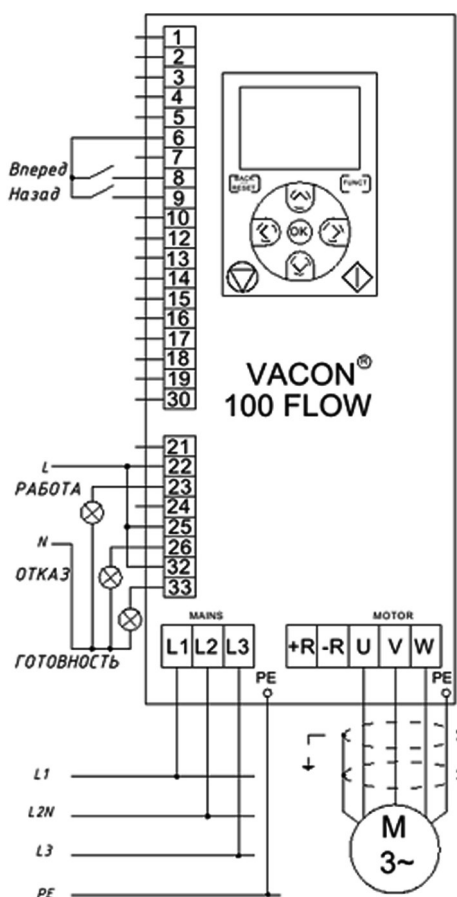 1
2
3
4
5
6
7
Вперед
8
Назад
9
10
12
13
14
15
16
17
18
19
30
BACK RESET
FUNCT
OK
VACON®
100 FLOW
21
L
22
РАБОТА
23
24
25
N
26
ОТКАЗ
32
33
ГОТОВНОСТЬ
MAINS
MOTOR
L1 L2 L3
+R -R U V W
PE
PE
L1
L2N
L3
PE
M
3~